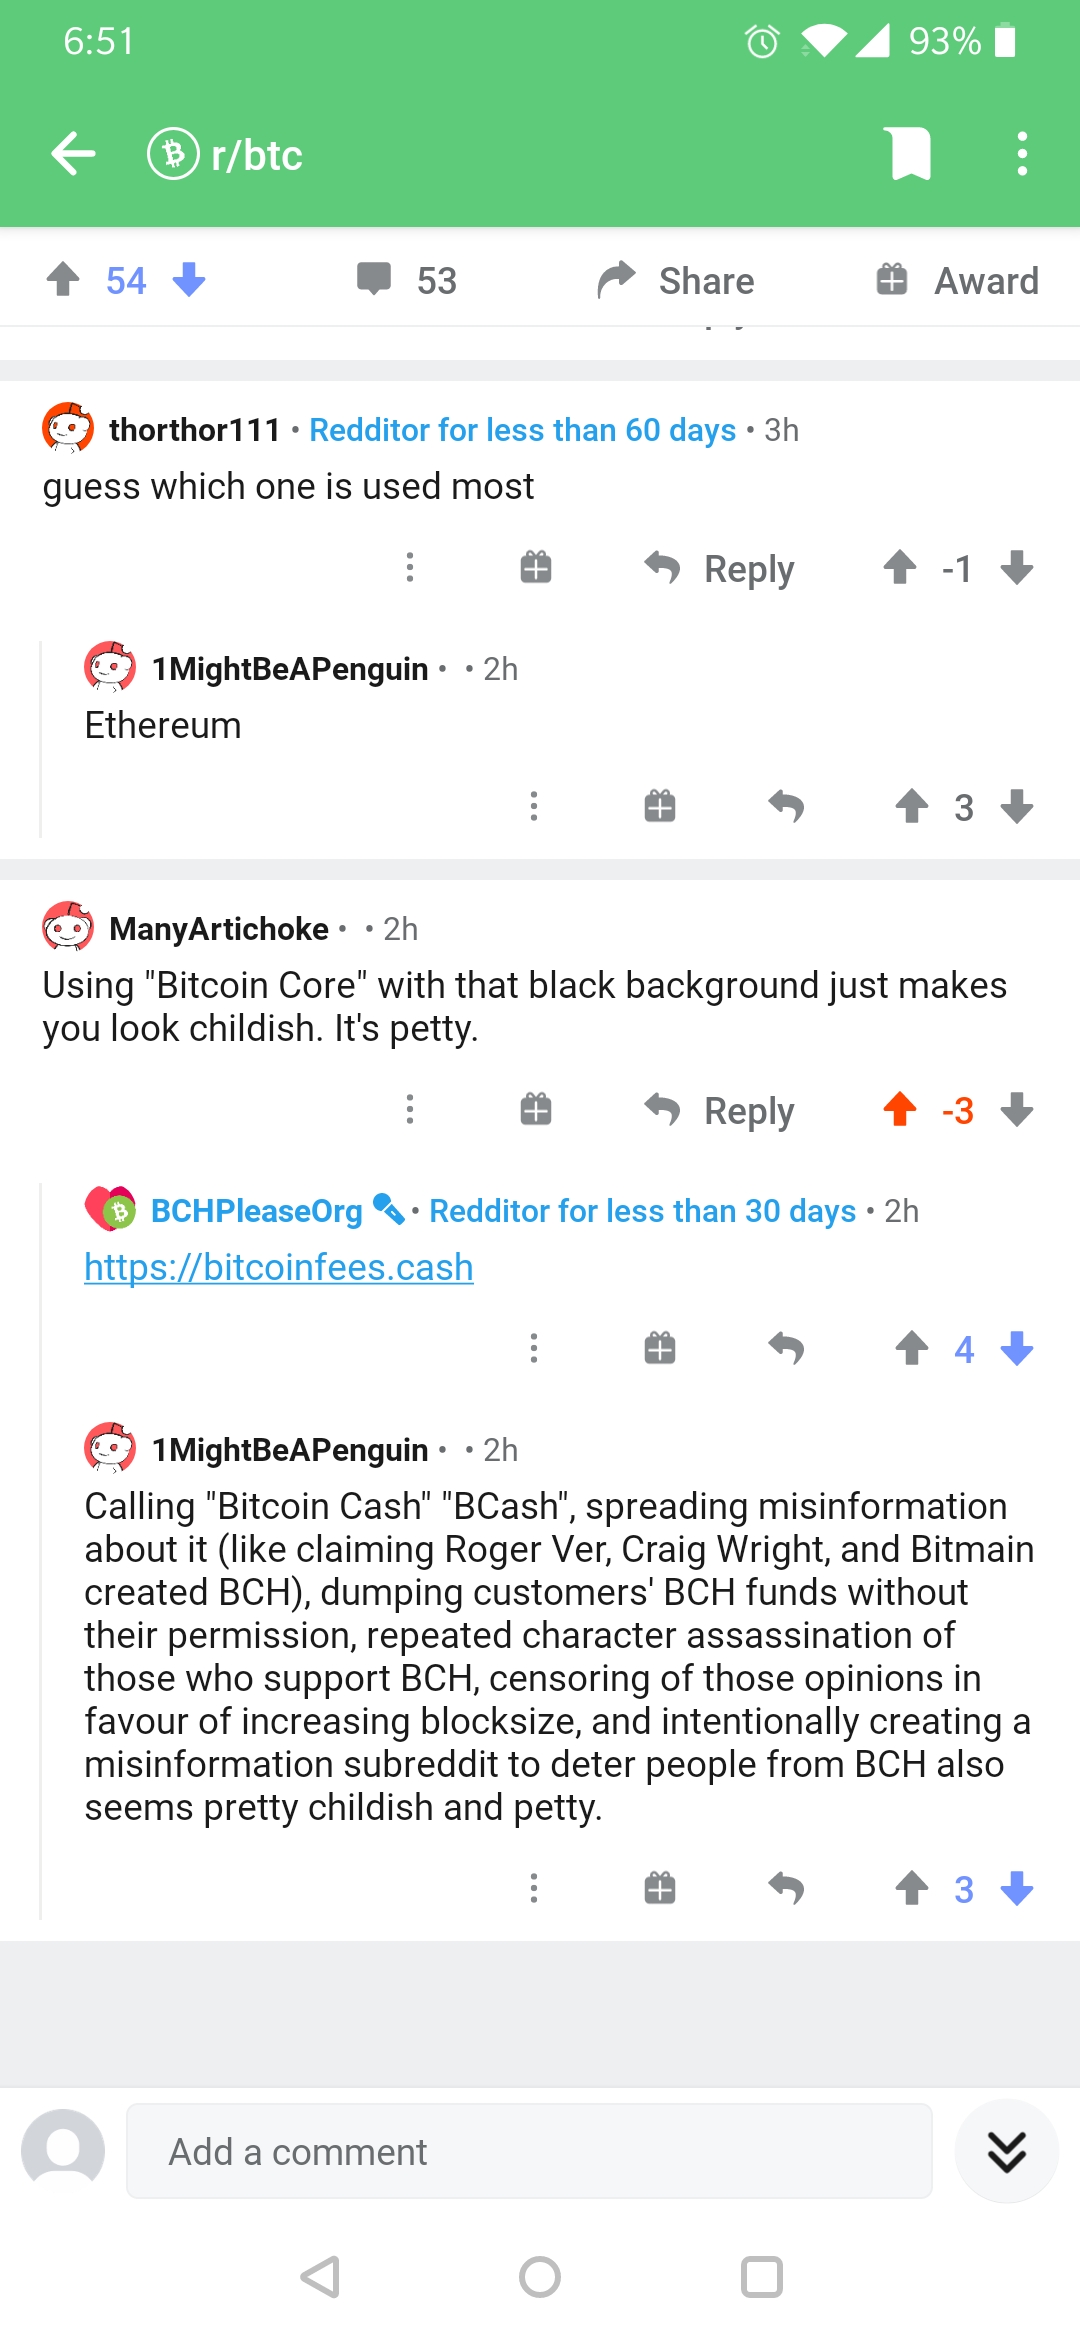 6:51
93%
r/btc
54
53
Share
Award
thorthor111 • Redditor for less than 60 days • 3h
guess which one is used most
Reply
-1
1MightBeAPenguin • • 2h
Ethereum
3
ManyArtichoke • • 2h
Using "Bitcoin Core" with that black background just makes
you look childish. It's petty.
Reply
-3
BCHPleaseOrg • Redditor for less than 30 days • 2h
https://bitcoinfees.cash
4
1MightBeAPenguin • • 2h
Calling "Bitcoin Cash" "BCash", spreading misinformation
about it (like claiming Roger Ver, Craig Wright, and Bitmain
created BCH), dumping customers' BCH funds without
their permission, repeated character assassination of
those who support BCH, censoring of those opinions in
favour of increasing blocksize, and intentionally creating a
misinformation subreddit to deter people from BCH also
seems pretty childish and petty.
3
Add a comment